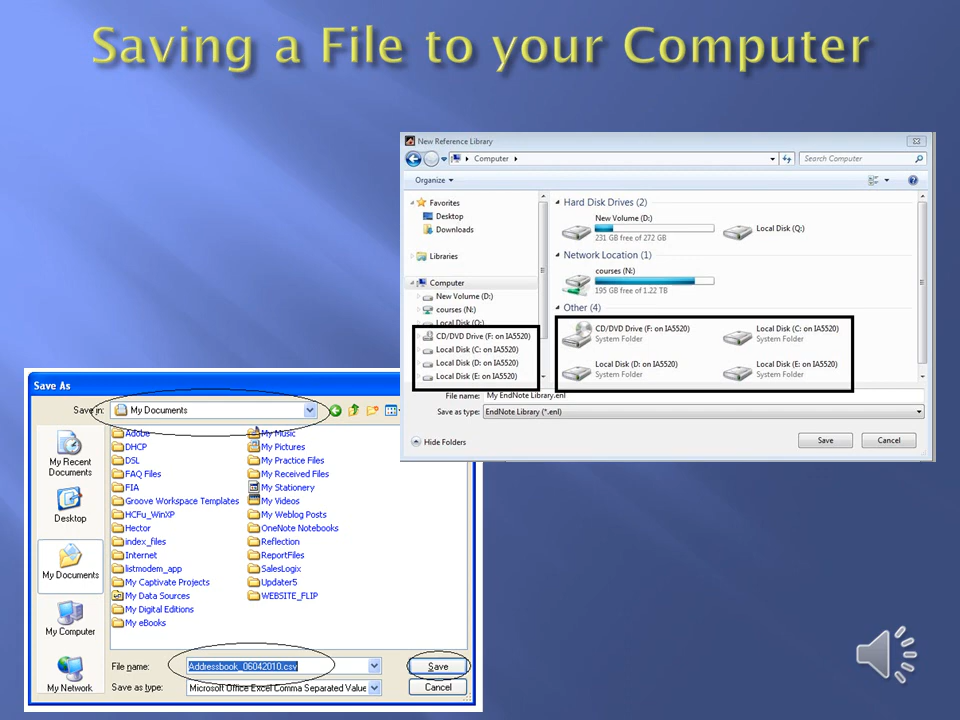 Saving a File to your Computer
New Reference Library
Computer
Search Computer
Organize
Favorites
Desktop
Downloads
Libraries
Computer
New Volume (D:)
courses (N:)
Local Disk (Q:)
CD/DVD Drive (F: on IA5520)
Local Disk (C: on IA5520)
Local Disk (D: on IA5520)
Local Disk (E: on IA5520)
Hard Disk Drives (2)
New Volume (D:)
231 GB free of 272 GB
Local Disk (Q:)
Network Location (1)
courses (N:)
195 GB free of 1.22 TB
Other (4)
CD/DVD Drive (F: on IA5520)
System Folder
Local Disk (C: on IA5520)
System Folder
Local Disk (D: on IA5520)
System Folder
Local Disk (E: on IA5520)
System Folder
File name: My EndNote Library.enl
Save as type: EndNote Library (*.enl)
Hide Folders
Save
Cancel
Save As
Save in: My Documents
My Recent
Documents
Desktop
My Documents
My Computer
My Network
Adobe
DHCP
DSL
FAQ Files
FIA
Groove Workspace Templates
HCFu_WinXP
Hector
index_files
Internet
listmodem_app
My Captivate Projects
My Data Sources
My Digital Editions
My eBooks
My Music
My Pictures
My Practice Files
My Received Files
My Stationery
My Videos
My Weblog Posts
OneNote Notebooks
Reflection
ReportFiles
SalesLogix
Updater5
WEBSITE_FLIP
File name: Addressbook_06042010.csv
Save
Save as type: Microsoft Office Excel Comma Separated Value
Cancel